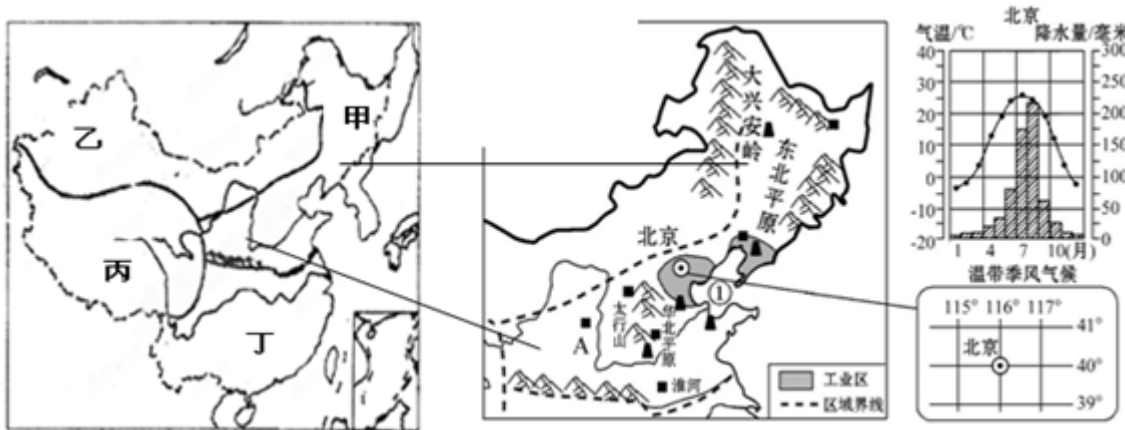 甲
乙
丙
丁
大兴安岭
东北平原
北京
①
太行山
华北平原
A
淮河
工业区
区域界线
北京
气温/℃ 降水量/毫米
40 300
30 250
20 200
10 150
0 100
-10 50
-20 0
1 4 7 10(月)
温带季风气候
115° 116° 117°
41°
北京
40°
39°